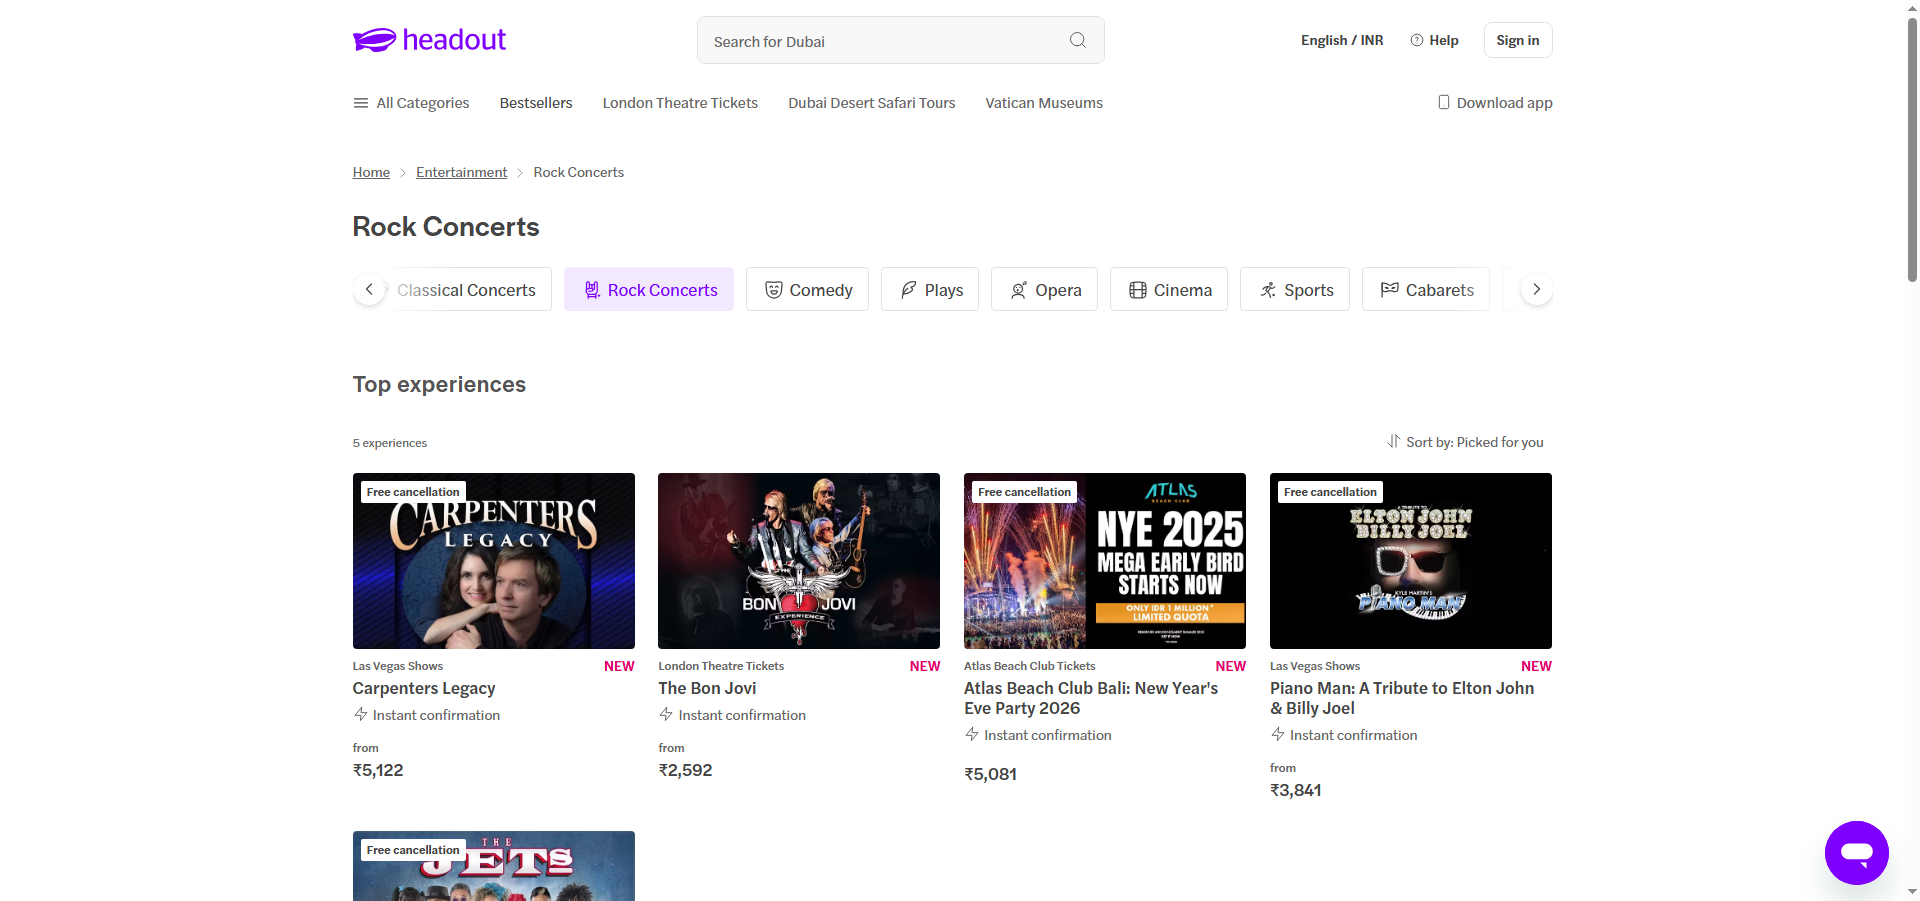 headout
Search for Dubai
English / INR
Help
Sign in
All Categories
Bestsellers
London Theatre Tickets
Dubai Desert Safari Tours
Vatican Museums
Download app
Home
Entertainment
Rock Concerts
Rock Concerts
Classical Concerts
Rock Concerts
Comedy
Plays
Opera
Cinema
Sports
Cabarets
Top experiences
5 experiences
Sort by: Picked for you
Free cancellation
CARPENTERS
LEGACY
Las Vegas Shows
NEW
Carpenters Legacy
Instant confirmation
from
₹5,122
THE
BON JOVI
EXPERIENCE
London Theatre Tickets
NEW
The Bon Jovi
Instant confirmation
from
₹2,592
ATLAS
BEACH CLUB
NYE 2025
MEGA EARLY BIRD
STARTS NOW
ONLY IDR 1 MILLION*
LIMITED QUOTA
Atlas Beach Club Tickets
NEW
Atlas Beach Club Bali: New Year's
Eve Party 2026
Instant confirmation
₹5,081
Free cancellation
Free cancellation
A TRIBUTE TO
ELTON JOHN
BILLY JOEL
KYLE MARTIN'S
PIANO MAN
Las Vegas Shows
NEW
Piano Man: A Tribute to Elton John
& Billy Joel
Instant confirmation
from
₹3,841
Free cancellation
THE
JETS